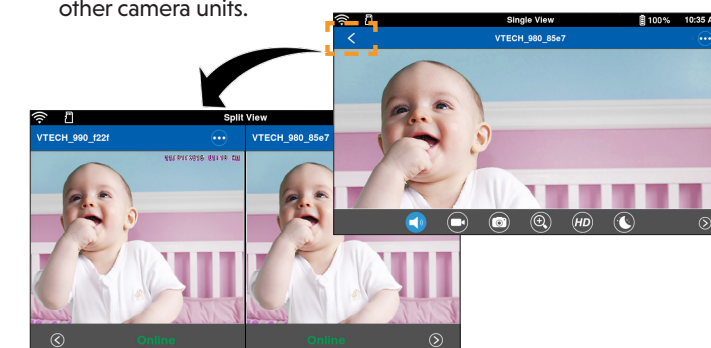 other camera units.
Single View
100%
10:35 A
VTECH_980_85e7
Split View
VTECH_990_f22f
VTECH_980_85e7
HD
Online
Online